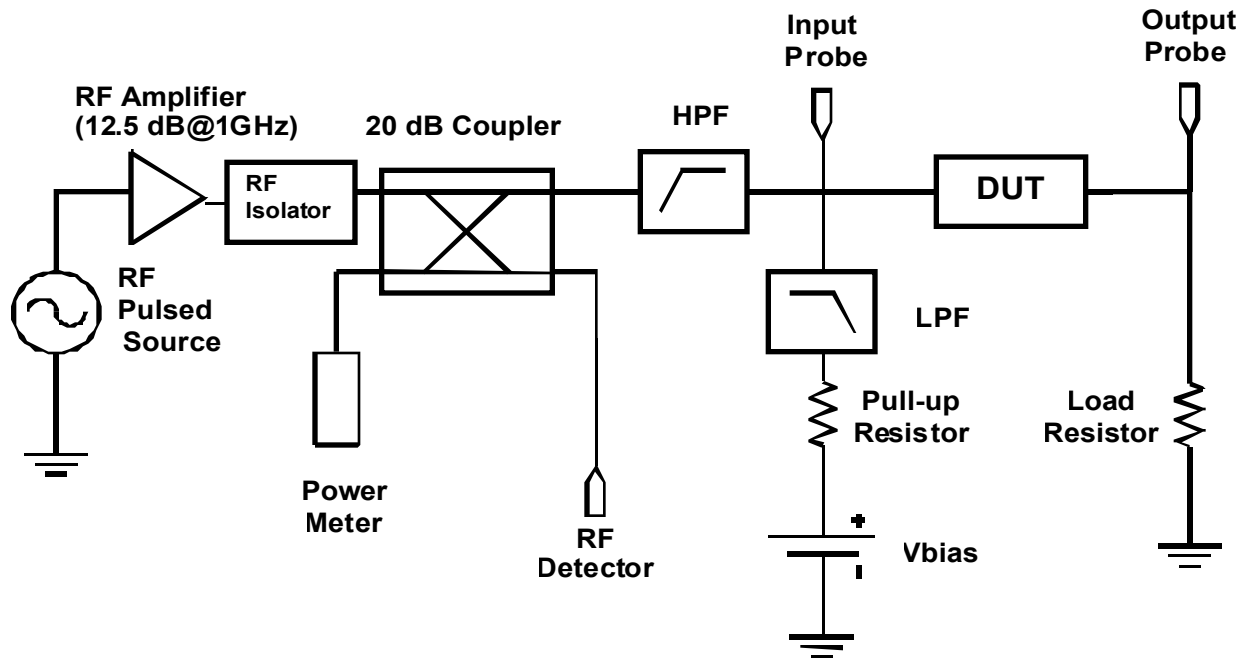 Input
Probe
Output
Probe
RF Amplifier
(12.5 dB@1GHz)
20 dB Coupler
HPF
RF
Isolator
DUT
RF
Pulsed
Source
LPF
Pull-up
Resistor
Load
Resistor
Power
Meter
RF
Detector
+
Vbias
-